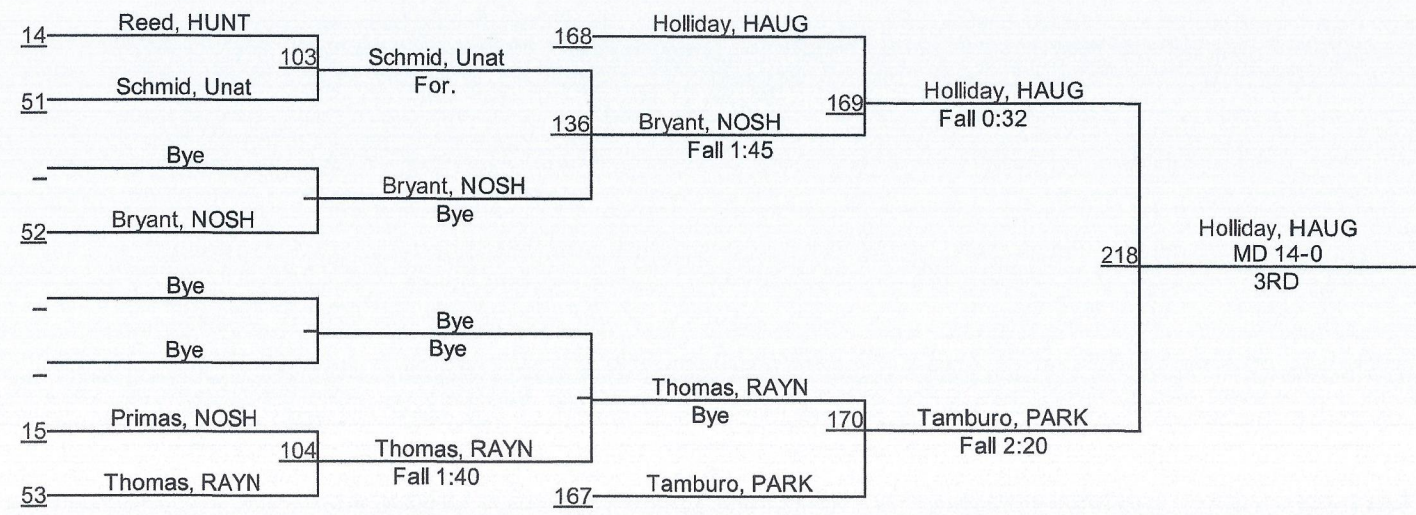 Reed, HUNT
14
103
Schmid, Unat
For.
Schmid, Unat
51
Bye
Bryant, NOSH
Bye
Bryant, NOSH
52
168
Holliday, HAUG
136
Bryant, NOSH
Fall 1:45
169
Holliday, HAUG
Fall 0:32
Bye
Bye
Bye
Bye
Primas, NOSH
15
104
Thomas, RAYN
Fall 1:40
Thomas, RAYN
53
Thomas, RAYN
Bye
167
Tamburo, PARK
170
Tamburo, PARK
Fall 2:20
218
Holliday, HAUG
MD 14-0
3RD